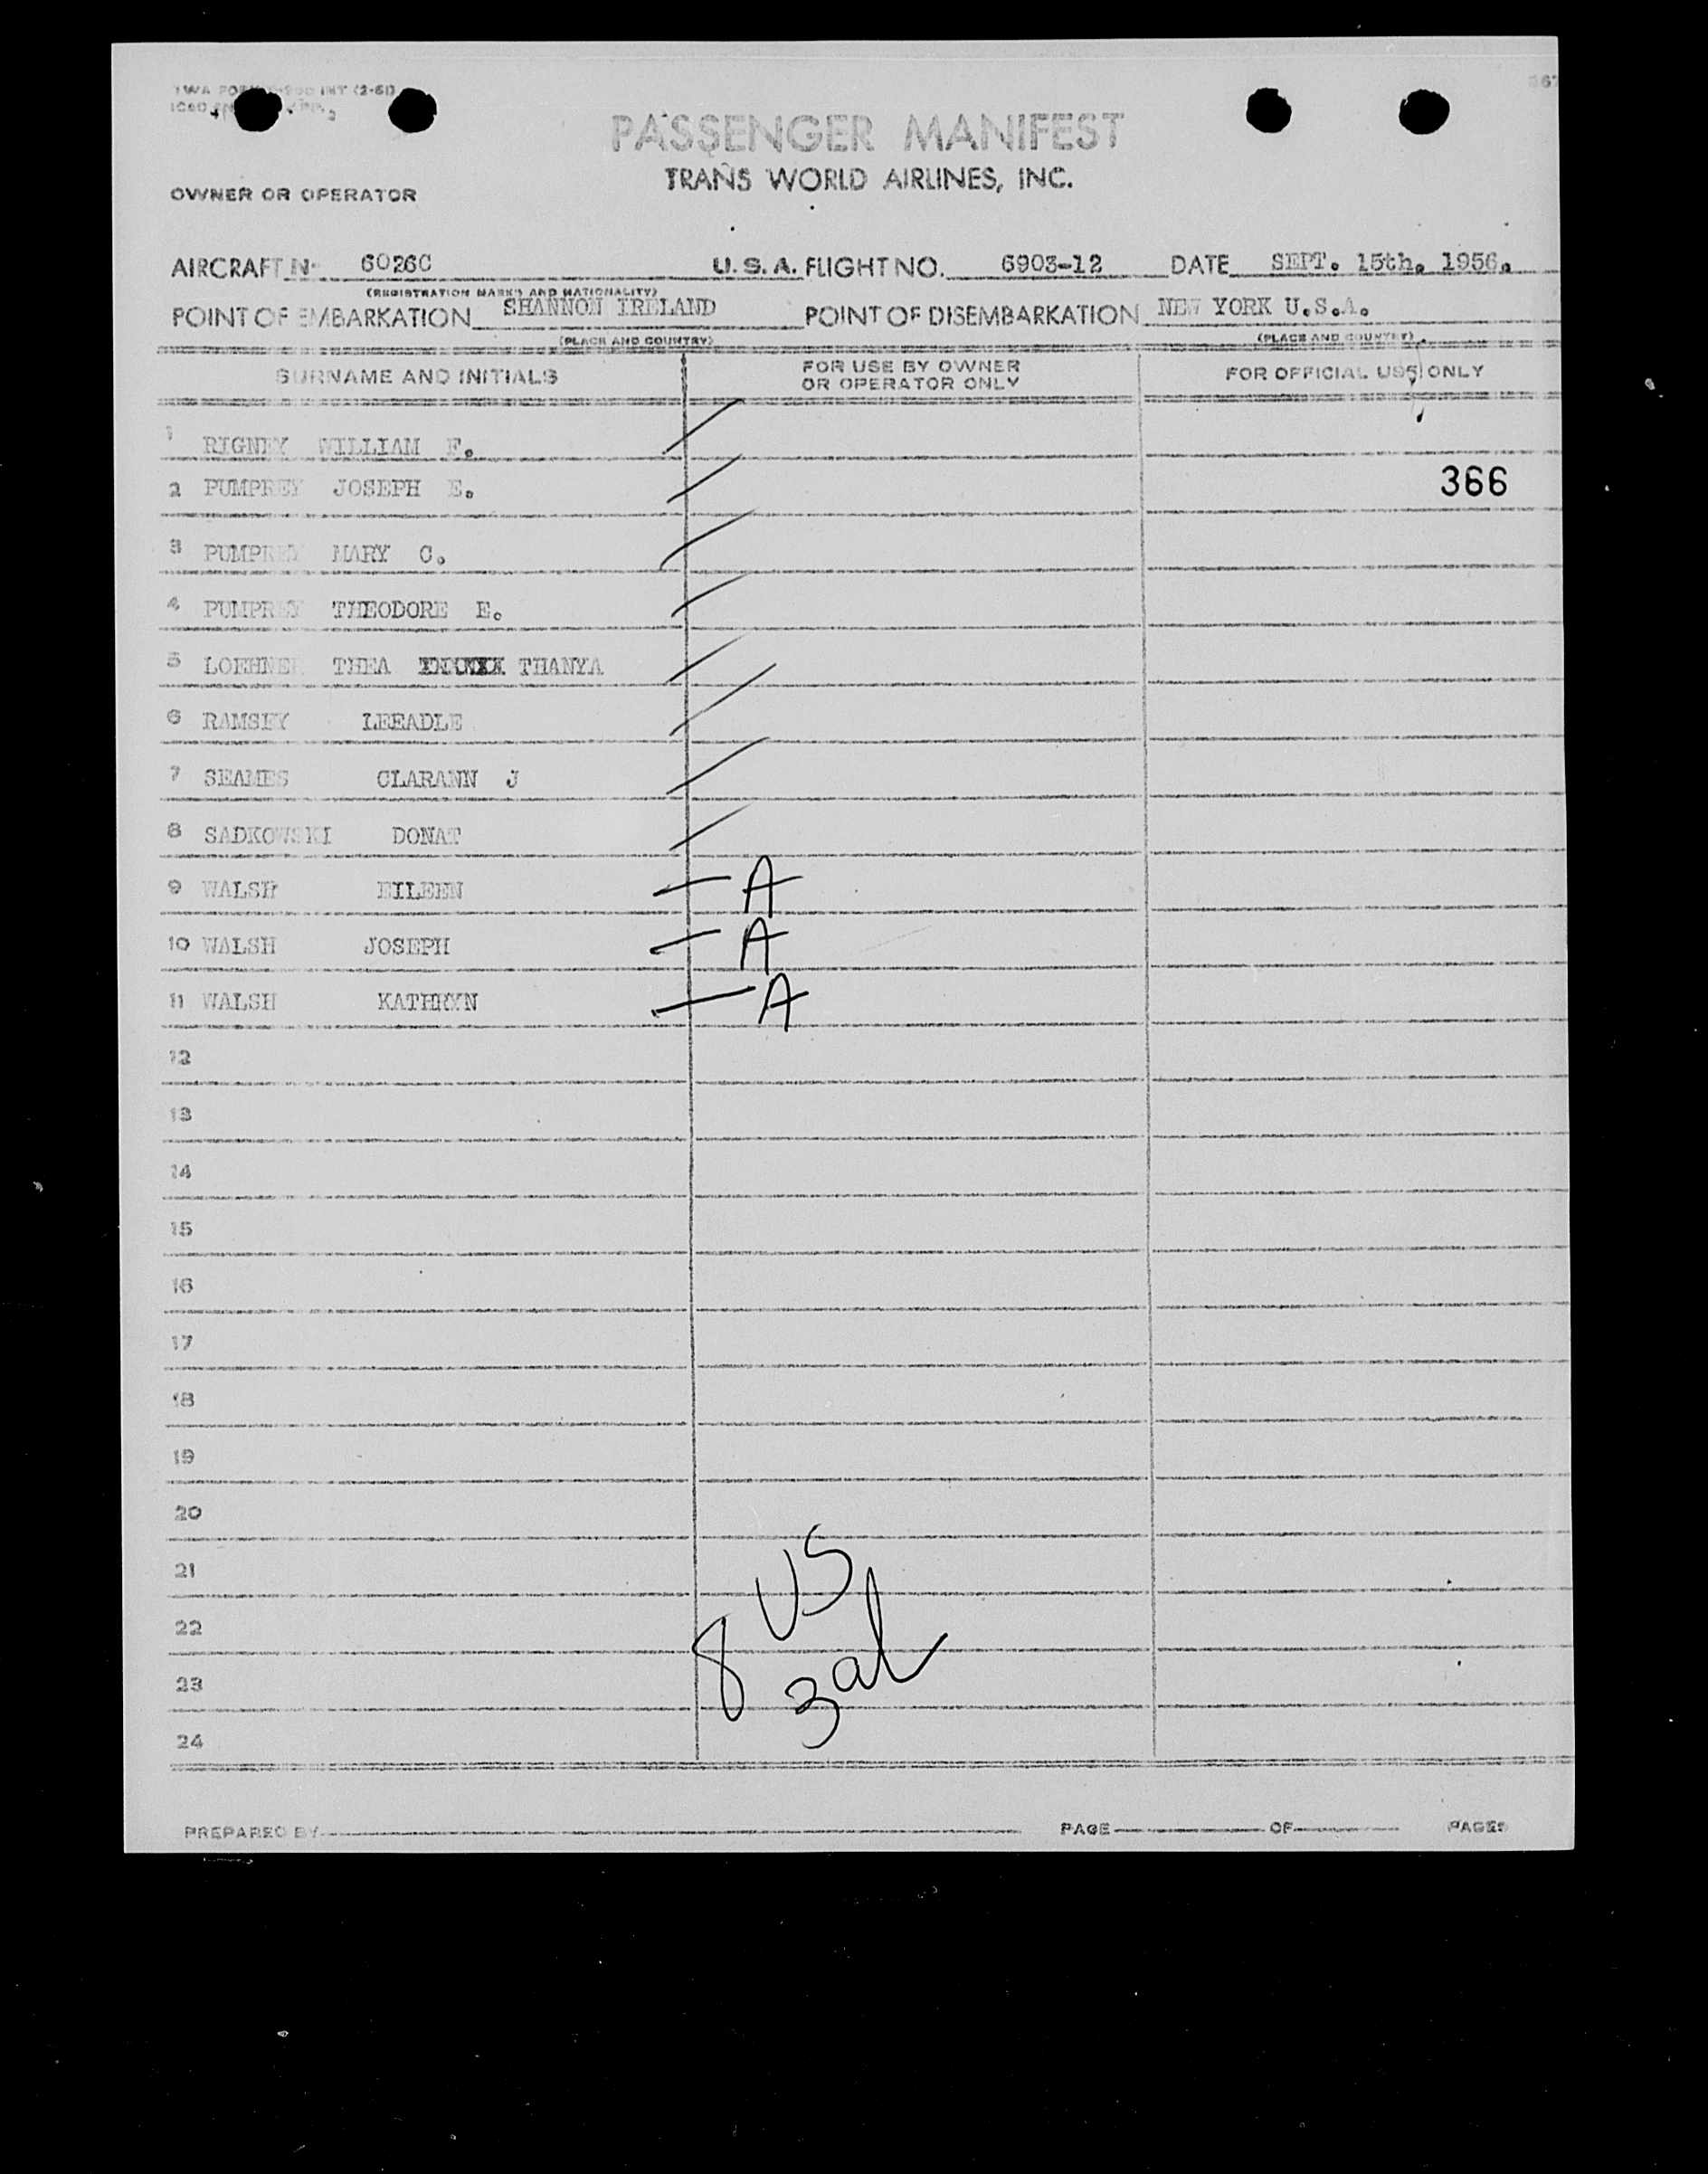 PASSENGER MANIFEST
TRANS WORLD AIRLINES, INC.
OWNER OR OPERATOR
AIRCRAFT N- 6026C U.S.A. FLIGHT NO. 6903-12 DATE SEPT. 15th. 1956.
(REGISTRATION MARKS AND NATIONALITY)
POINT OF EMBARKATION SHANNON IRELAND POINT OF DISEMBARKATION NEW YORK U.S.A.
(PLACE AND COUNTRY) (PLACE AND COUNTRY)
SURNAME AND INITIALS FOR USE BY OWNER OR OPERATOR ONLY FOR OFFICIAL USE ONLY
1 RIGNEY WILLIAM F.
2 PUMPREY JOSEPH E. 366
3 PUMPREY MARY C.
4 PUMPREY THEODORE E.
5 LOEHNER THEA THANYA
6 RAMSEY LEEADLE
7 SEAMES CLARANN J
8 SADKOWSKI DONAT
9 WALSH EILEEN — A
10 WALSH JOSEPH — A
11 WALSH KATHRYN — A
12
13
14
15
16
17
18
19
20
21
22
23
24
8 US
3 al
PREPARED BY PAGE OF PAGES